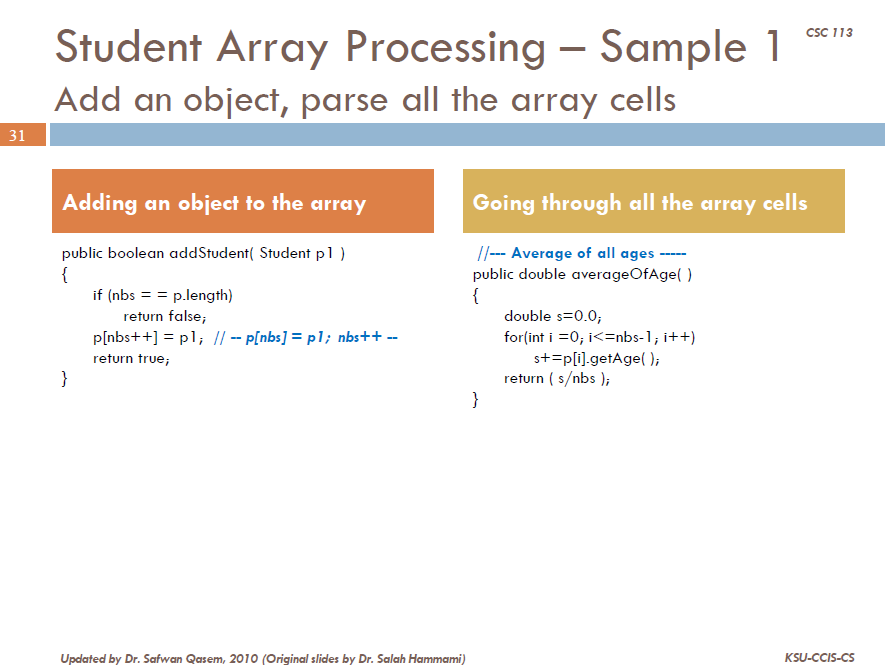 Student Array Processing – Sample 1
CSC 113
Add an object, parse all the array cells
31
Adding an object to the array
public boolean addStudent( Student p1 )
{
if (nbs = = p.length)
return false;
p[nbs++] = p1; // -- p[nbs] = p1; nbs++ --
return true;
}
Going through all the array cells
//--- Average of all ages -----
public double averageOfAge( )
{
double s=0.0;
for(int i =0; i<=nbs-1; i++)
s+=p[i].getAge( );
return ( s/nbs );
}
Updated by Dr. Safwan Qasem, 2010 (Original slides by Dr. Salah Hammami)
KSU-CCIS-CS